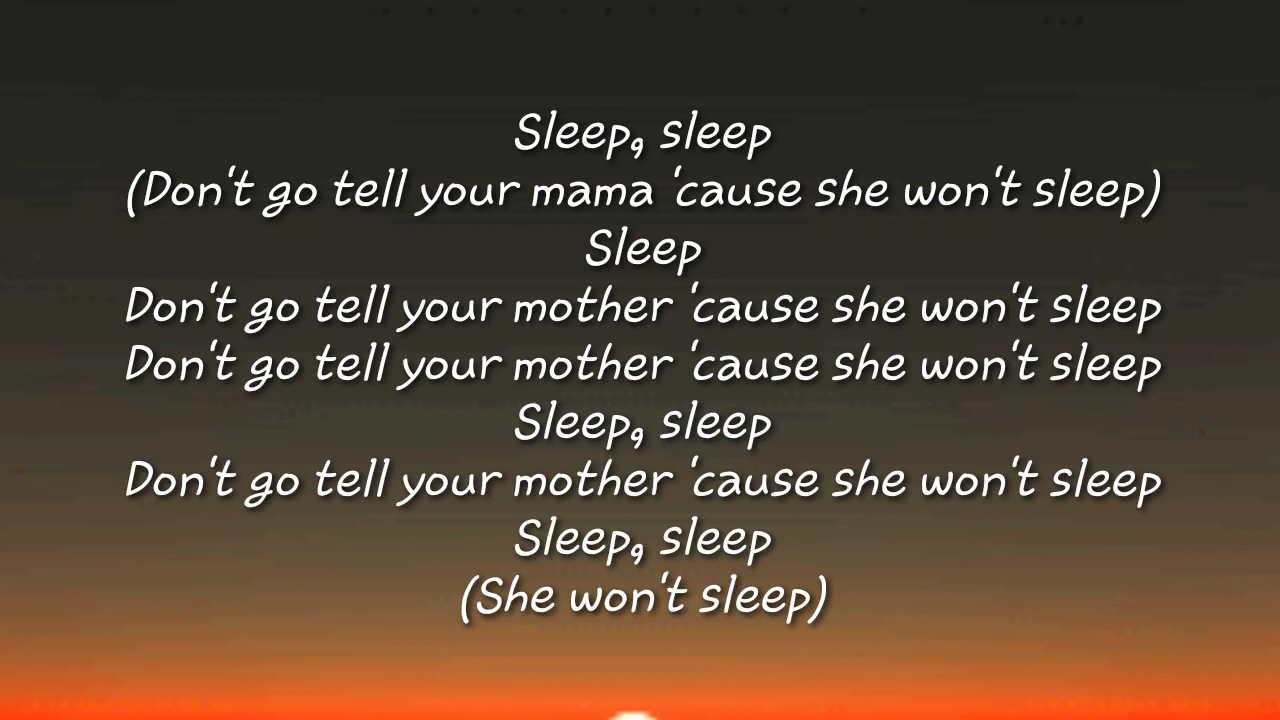 Sleep, sleep
(Don't go tell your mama 'cause she won't sleep)
Sleep
Don't go tell your mother 'cause she won't sleep
Don't go tell your mother 'cause she won't sleep
Sleep, sleep
Don't go tell your mother 'cause she won't sleep
Sleep, sleep
(She won't sleep)